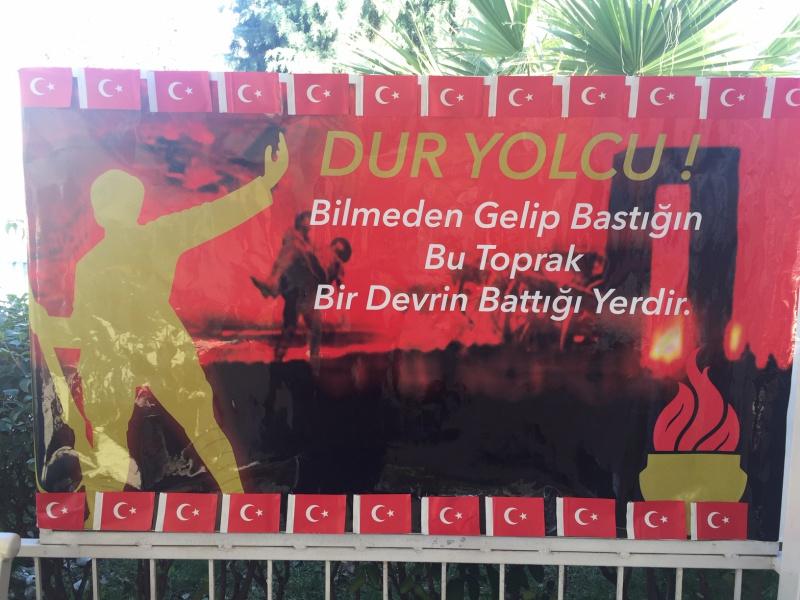 DUR YOLCU !
Bilmeden Gelip Bastığın
Bu Toprak
Bir Devrin Battığı Yerdir.